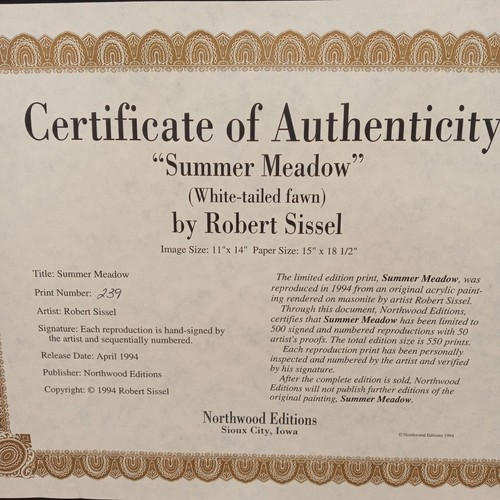 Certificate of Authenticity
“Summer Meadow”
(White-tailed fawn)
by Robert Sissel
Image Size: 11"x 14" Paper Size: 15" x 18 1/2"
Title: Summer Meadow
Print Number: 239
Artist: Robert Sissel
Signature: Each reproduction is hand-signed by
the artist and sequentially numbered.
Release Date: April 1994
Publisher: Northwood Editions
Copyright: © 1994 Robert Sissel
The limited edition print, Summer Meadow, was
reproduced in 1994 from an original acrylic paint-
ing rendered on masonite by artist Robert Sissel.
Through this document, Northwood Editions,
certifies that Summer Meadow has been limited to
500 signed and numbered reproductions with 50
artist's proofs. The total edition size is 550 prints.
Each reproduction print has been personally
inspected and numbered by the artist and verified
by his signature.
After the complete edition is sold, Northwood
Editions will not publish further editions of the
original painting, Summer Meadow.
Northwood Editions
Sioux City, Iowa
© Northwood Editions 1994